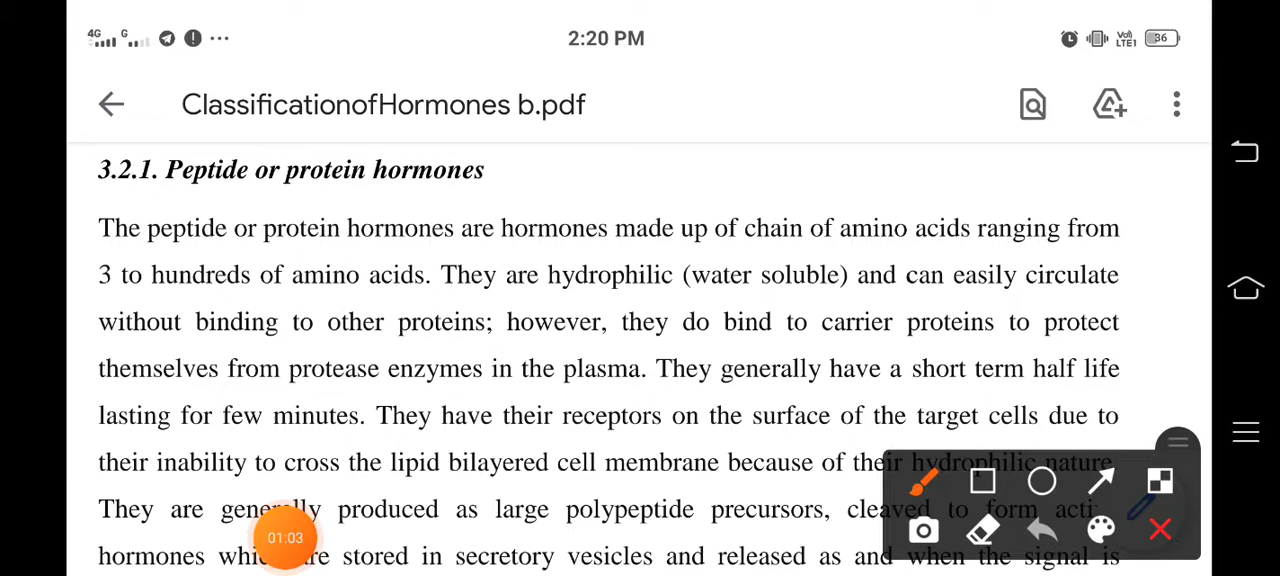 4G G 2:20 PM Vo) LTE1 36
ClassificationofHormones b.pdf
3.2.1. Peptide or protein hormones
The peptide or protein hormones are hormones made up of chain of amino acids ranging from
3 to hundreds of amino acids. They are hydrophilic (water soluble) and can easily circulate
without binding to other proteins; however, they do bind to carrier proteins to protect
themselves from protease enzymes in the plasma. They generally have a short term half life
lasting for few minutes. They have their receptors on the surface of the target cells due to
their inability to cross the lipid bilayered cell membrane because of their hydrophilic nature.
They are generally produced as large polypeptide precursors, cleaved to form acti
01:03
hormones whi re stored in secretory vesicles and released as and when the signal is